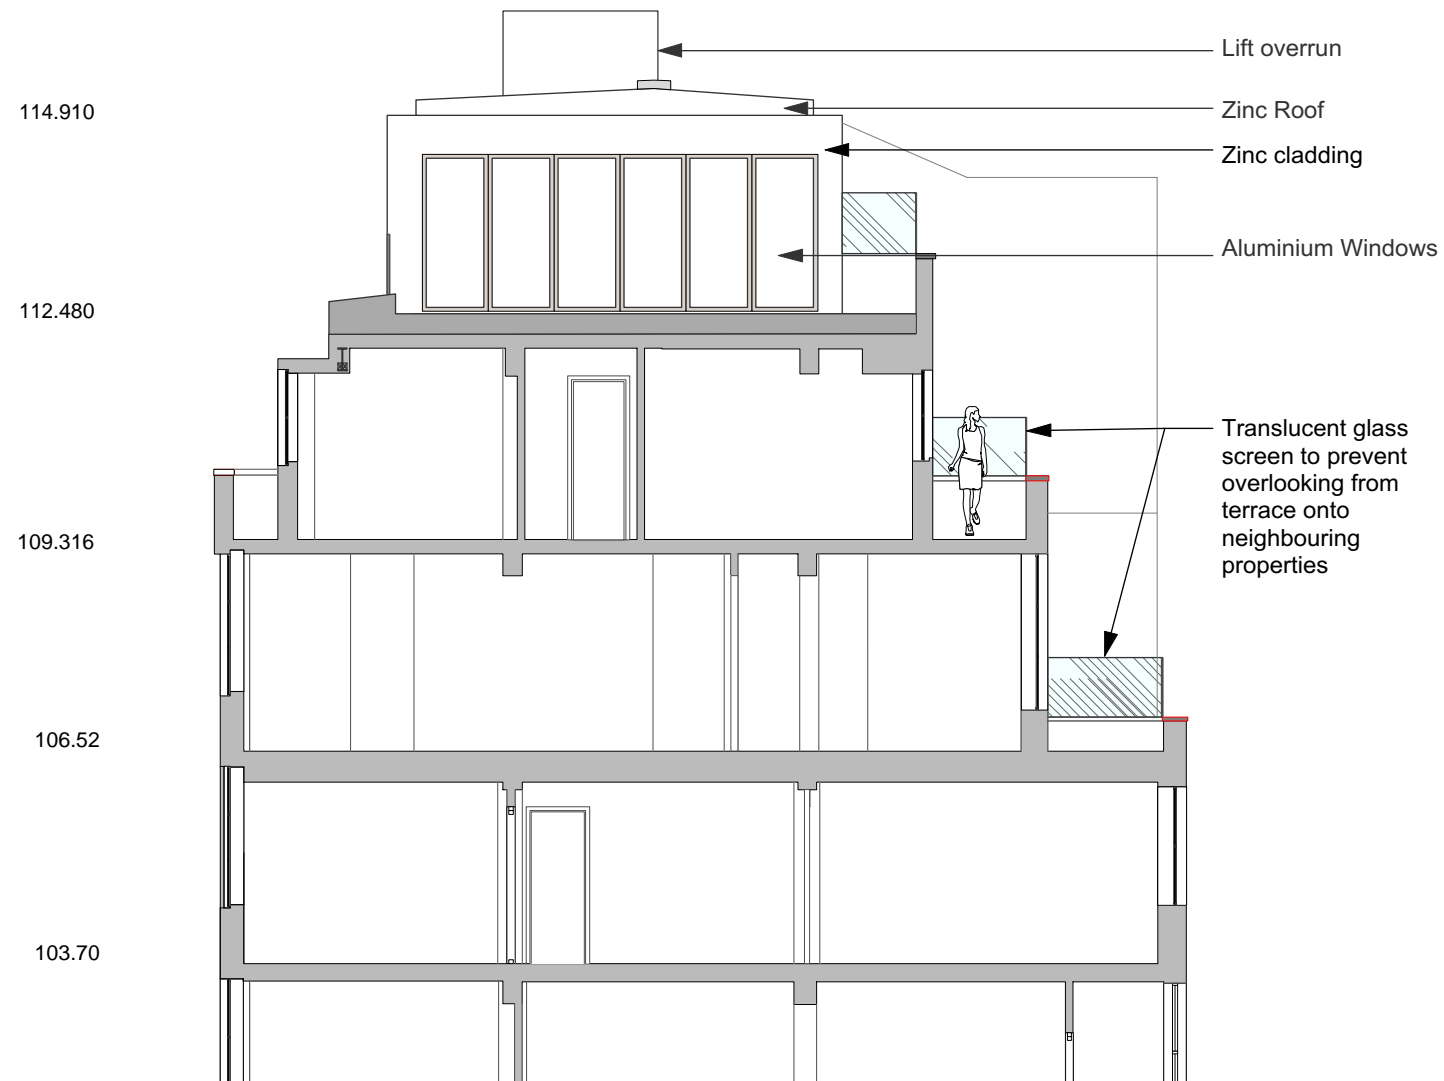 Lift overrun
114.910
Zinc Roof
Zinc cladding
Aluminium Windows
112.480
Translucent glass
screen to prevent
overlooking from
terrace onto
neighbouring
properties
109.316
106.52
103.70